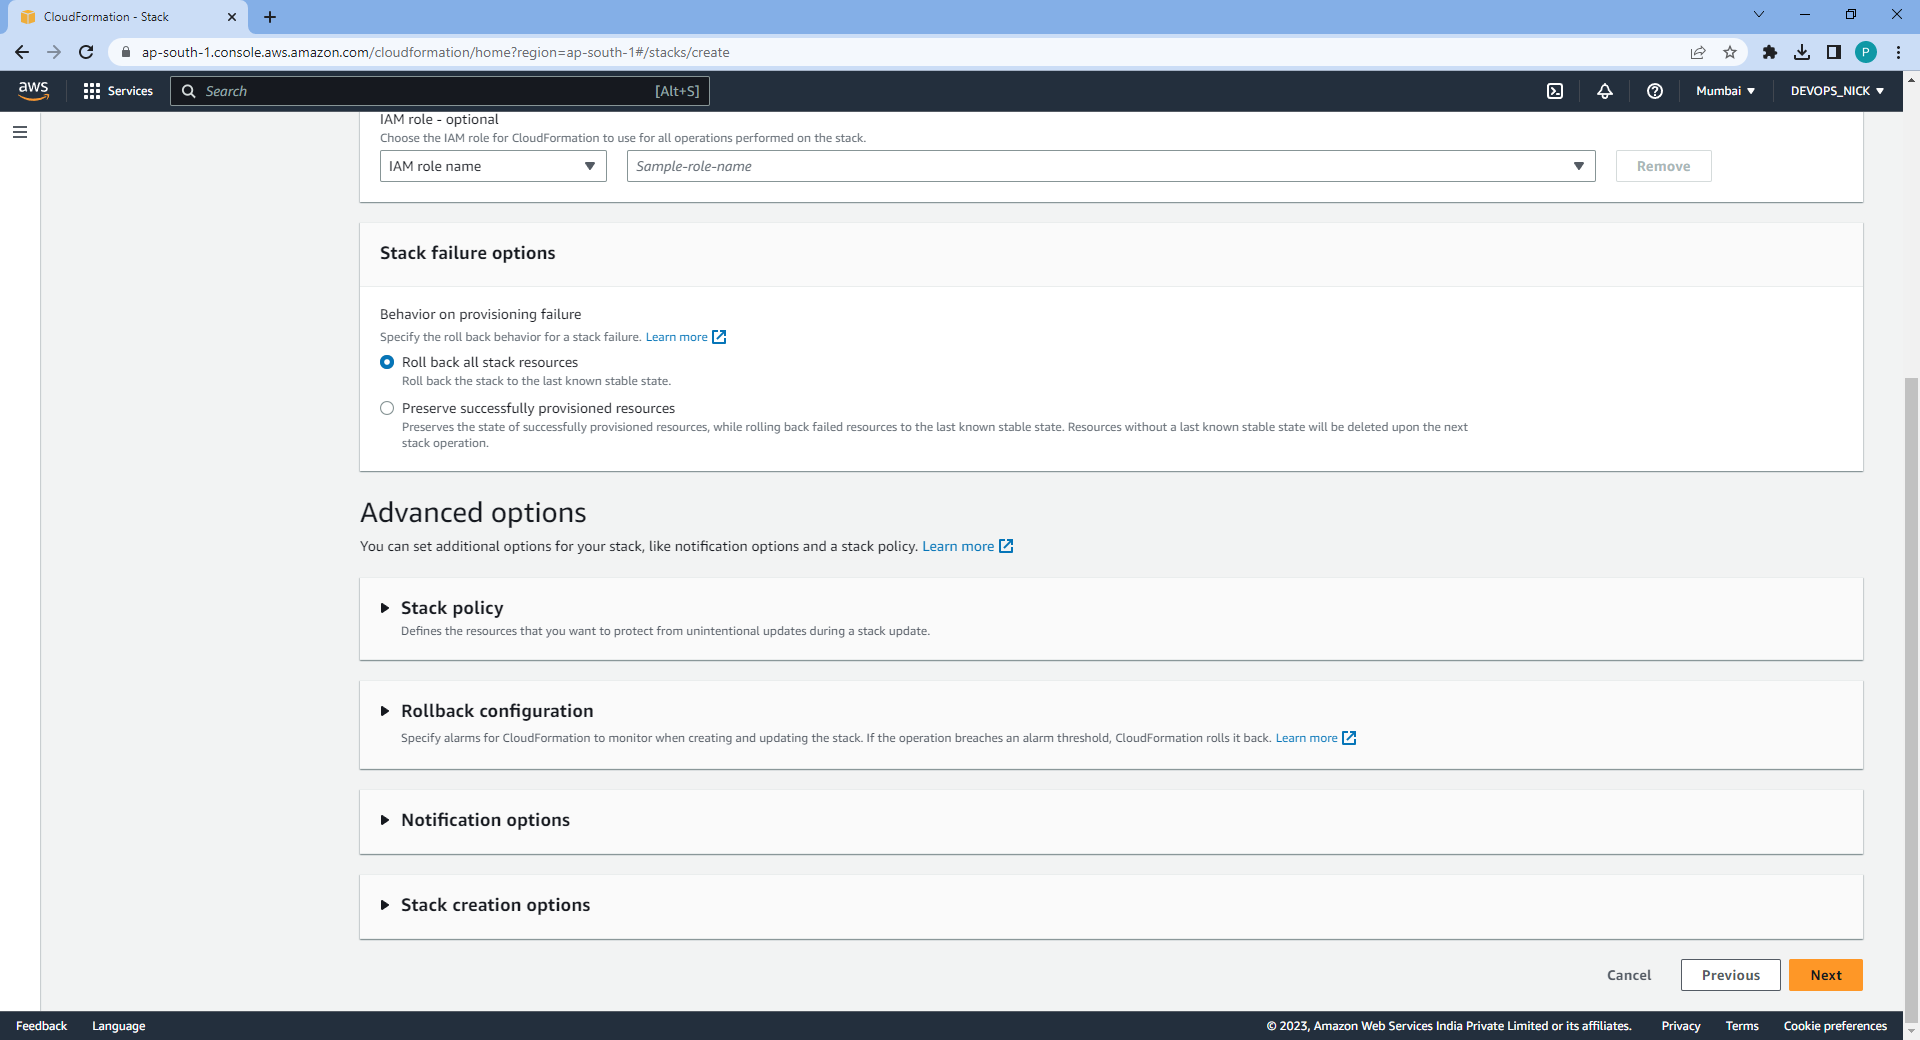 CloudFormation - Stack
ap-south-1.console.aws.amazon.com/cloudformation/home?region=ap-south-1#/stacks/create
P
aws
Services
Search
[Alt+S]
Mumbai
DEVOPS_NICK
IAM role - optional
Choose the IAM role for CloudFormation to use for all operations performed on the stack.
IAM role name
Sample-role-name
Remove
Stack failure options
Behavior on provisioning failure
Specify the roll back behavior for a stack failure. Learn more
Roll back all stack resources
Roll back the stack to the last known stable state.
Preserve successfully provisioned resources
Preserves the state of successfully provisioned resources, while rolling back failed resources to the last known stable state. Resources without a last known stable state will be deleted upon the next
stack operation.
Advanced options
You can set additional options for your stack, like notification options and a stack policy. Learn more
Stack policy
Defines the resources that you want to protect from unintentional updates during a stack update.
Rollback configuration
Specify alarms for CloudFormation to monitor when creating and updating the stack. If the operation breaches an alarm threshold, CloudFormation rolls it back. Learn more
Notification options
Stack creation options
Cancel
Previous
Next
Feedback
Language
© 2023, Amazon Web Services India Private Limited or its affiliates.
Privacy
Terms
Cookie preferences